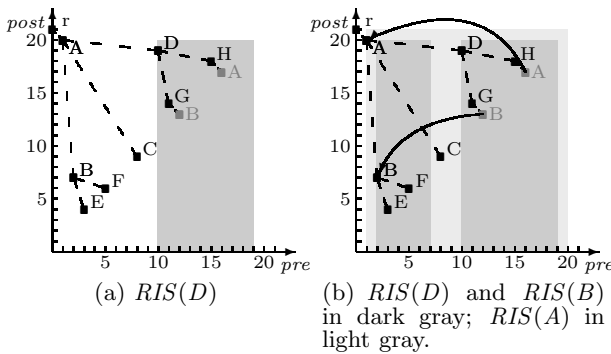 post
r
A
20
D
H
A
15
G
B
10
C
B
F
5
E
5
10
15
20
pre
(a) RIS(D)
post
r
A
20
D
H
A
15
G
B
10
C
B
F
5
E
5
10
15
20
pre
(b) RIS(D) and RIS(B)
in dark gray; RIS(A) in
light gray.